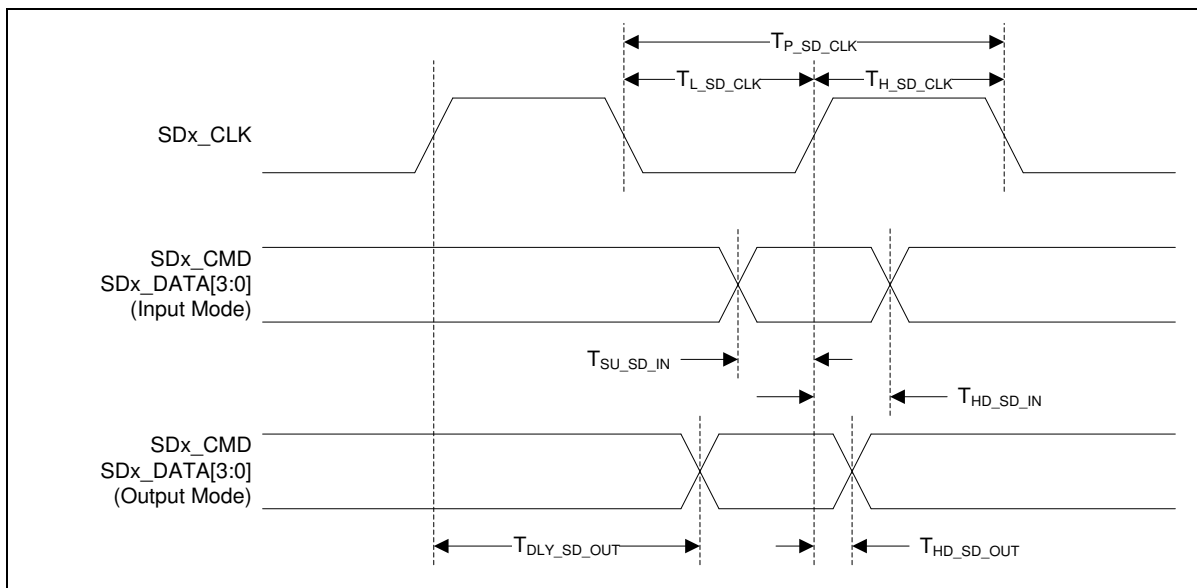 T_P_SD_CLK
T_L_SD_CLK
T_H_SD_CLK
SDx_CLK
SDx_CMD
SDx_DATA[3:0]
(Input Mode)
T_SU_SD_IN
T_HD_SD_IN
SDx_CMD
SDx_DATA[3:0]
(Output Mode)
T_DLY_SD_OUT
T_HD_SD_OUT